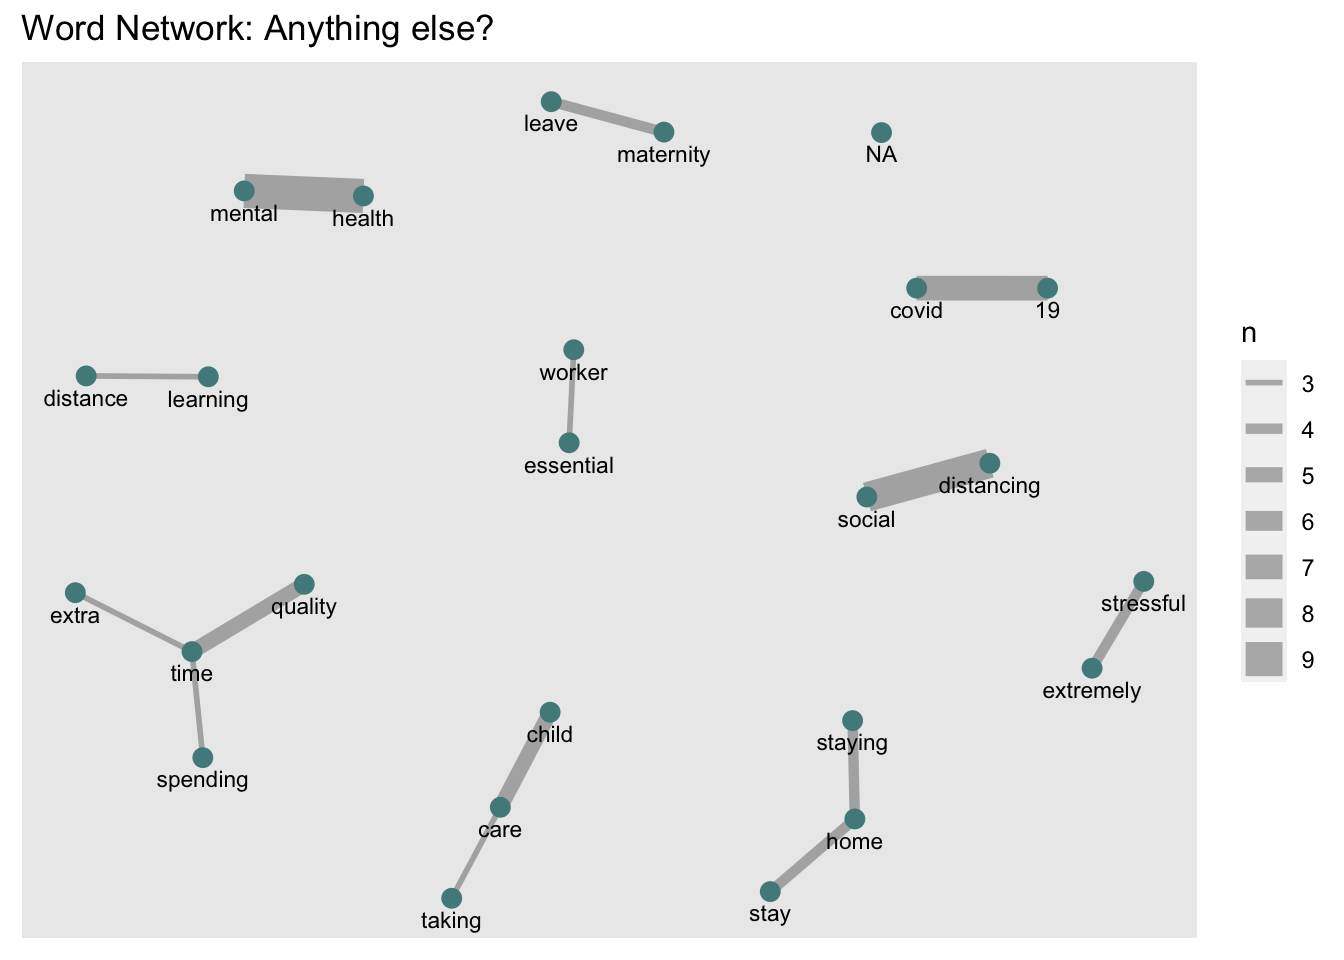 Word Network: Anything else?
leave
maternity
NA
mental
health
covid
19
worker
distance
learning
essential
distancing
social
extra
quality
stressful
time
extremely
child
staying
spending
care
home
taking
stay
n
3
4
5
6
7
8
9